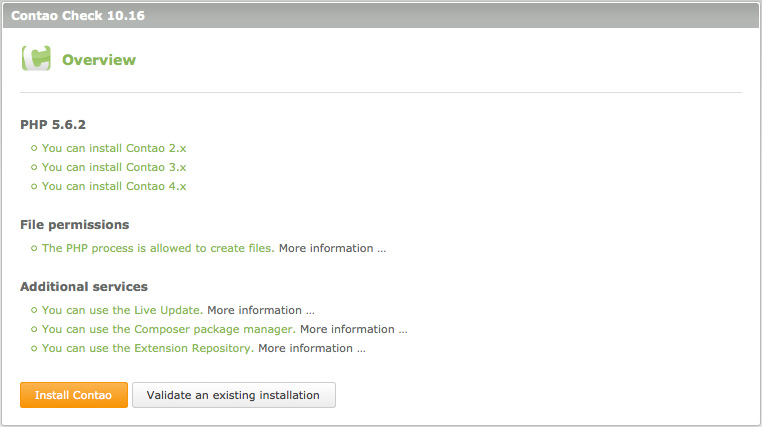 Contao Check 10.16
Overview
PHP 5.6.2
You can install Contao 2.x
You can install Contao 3.x
You can install Contao 4.x
File permissions
The PHP process is allowed to create files. More information ...
Additional services
You can use the Live Update. More information ...
You can use the Composer package manager. More information ...
You can use the Extension Repository. More information ...
Install Contao Validate an existing installation